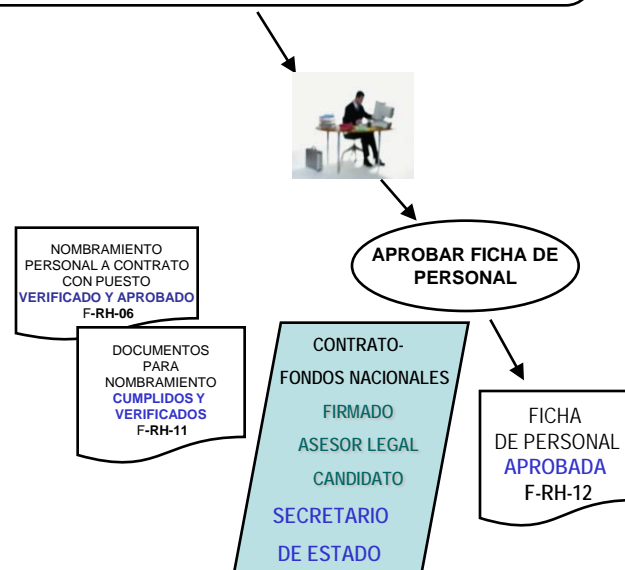 APROBAR FICHA DE
PERSONAL
NOMBRAMIENTO
PERSONAL A CONTRATO
CON PUESTO
VERIFICADO Y APROBADO
F-RH-06
DOCUMENTOS
PARA
NOMBRAMIENTO
CUMPLIDOS Y
VERIFICADOS
F-RH-11
CONTRATO-
FONDOS NACIONALES
FIRMADO
ASESOR LEGAL
CANDIDATO
SECRETARIO
DE ESTADO
FICHA
DE PERSONAL
APROBADA
F-RH-12